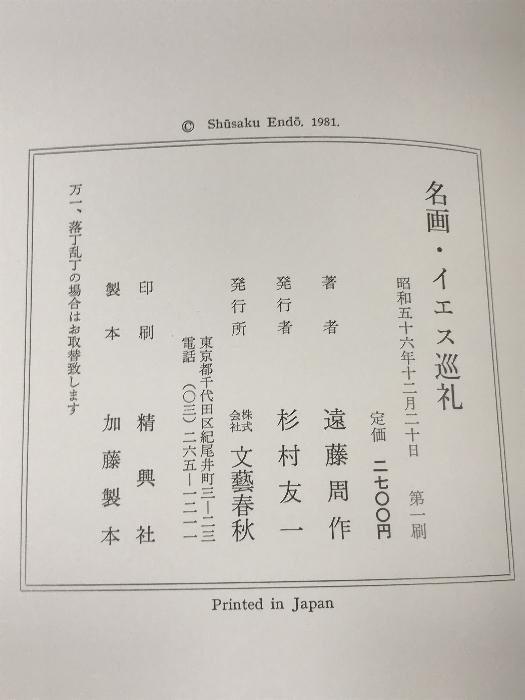 © Shūsaku Endō. 1981.
名画・イエス巡礼
昭和五十六年十二月二十日　第一刷
定価 二七〇〇円
著者　遠藤周作
発行者　杉村友一
発行所　株式会社 文藝春秋
東京都千代田区紀尾井町三―二三
電話（〇三）二六五―一二一一
印刷　精興社
製本　加藤製本
万一、落丁乱丁の場合はお取替致します
Printed in Japan